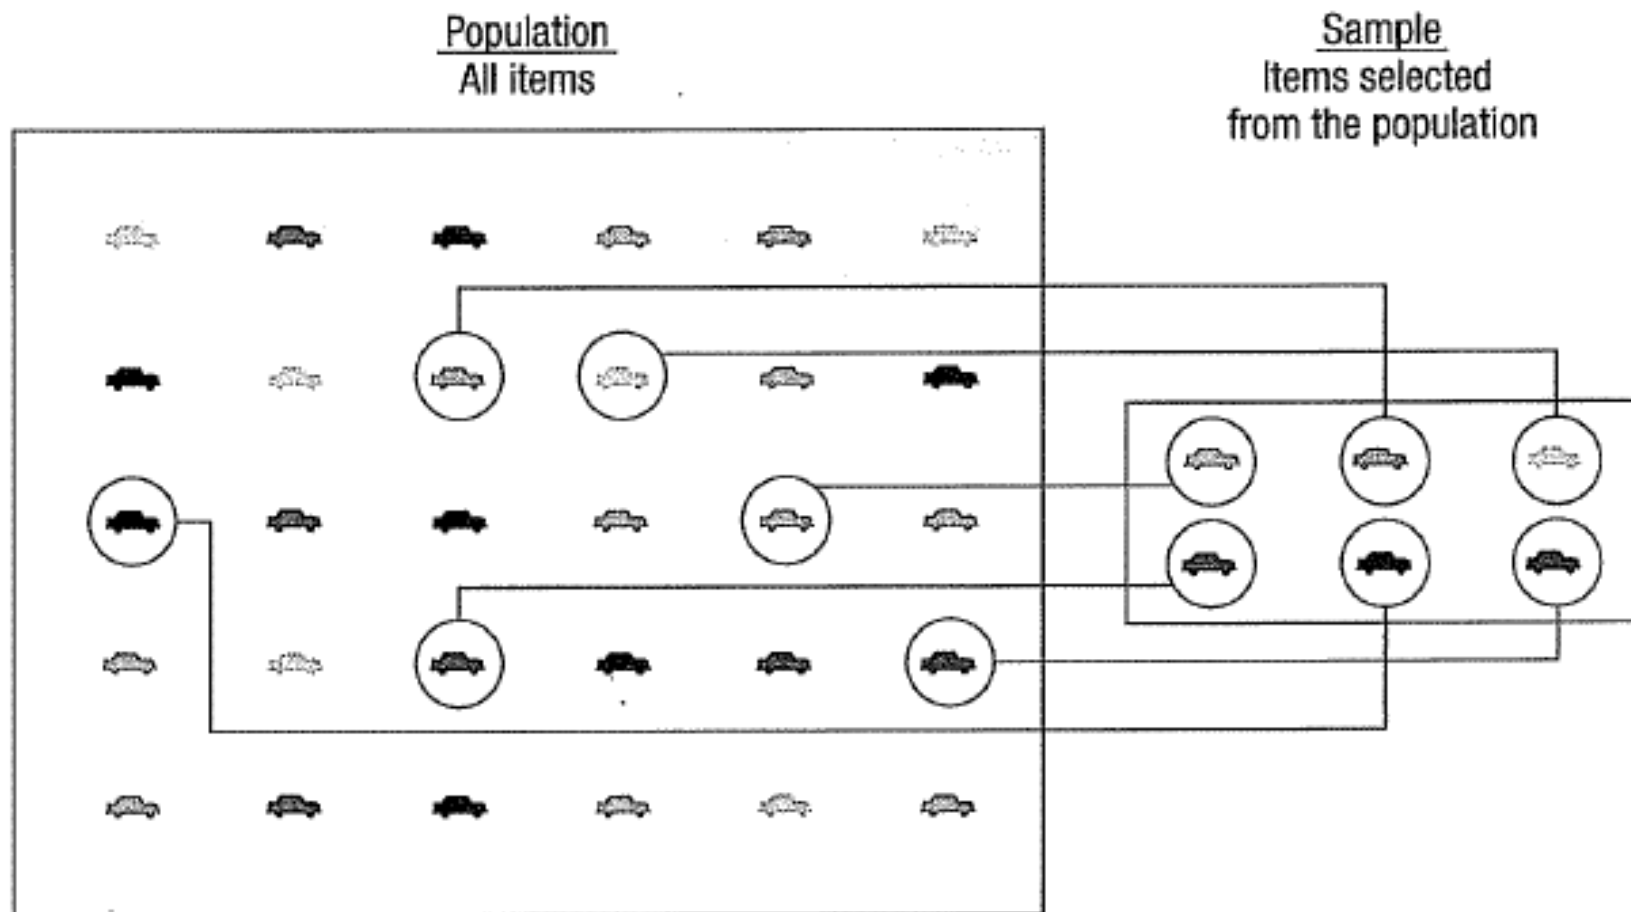 Population
All items
Sample
Items selected
from the population